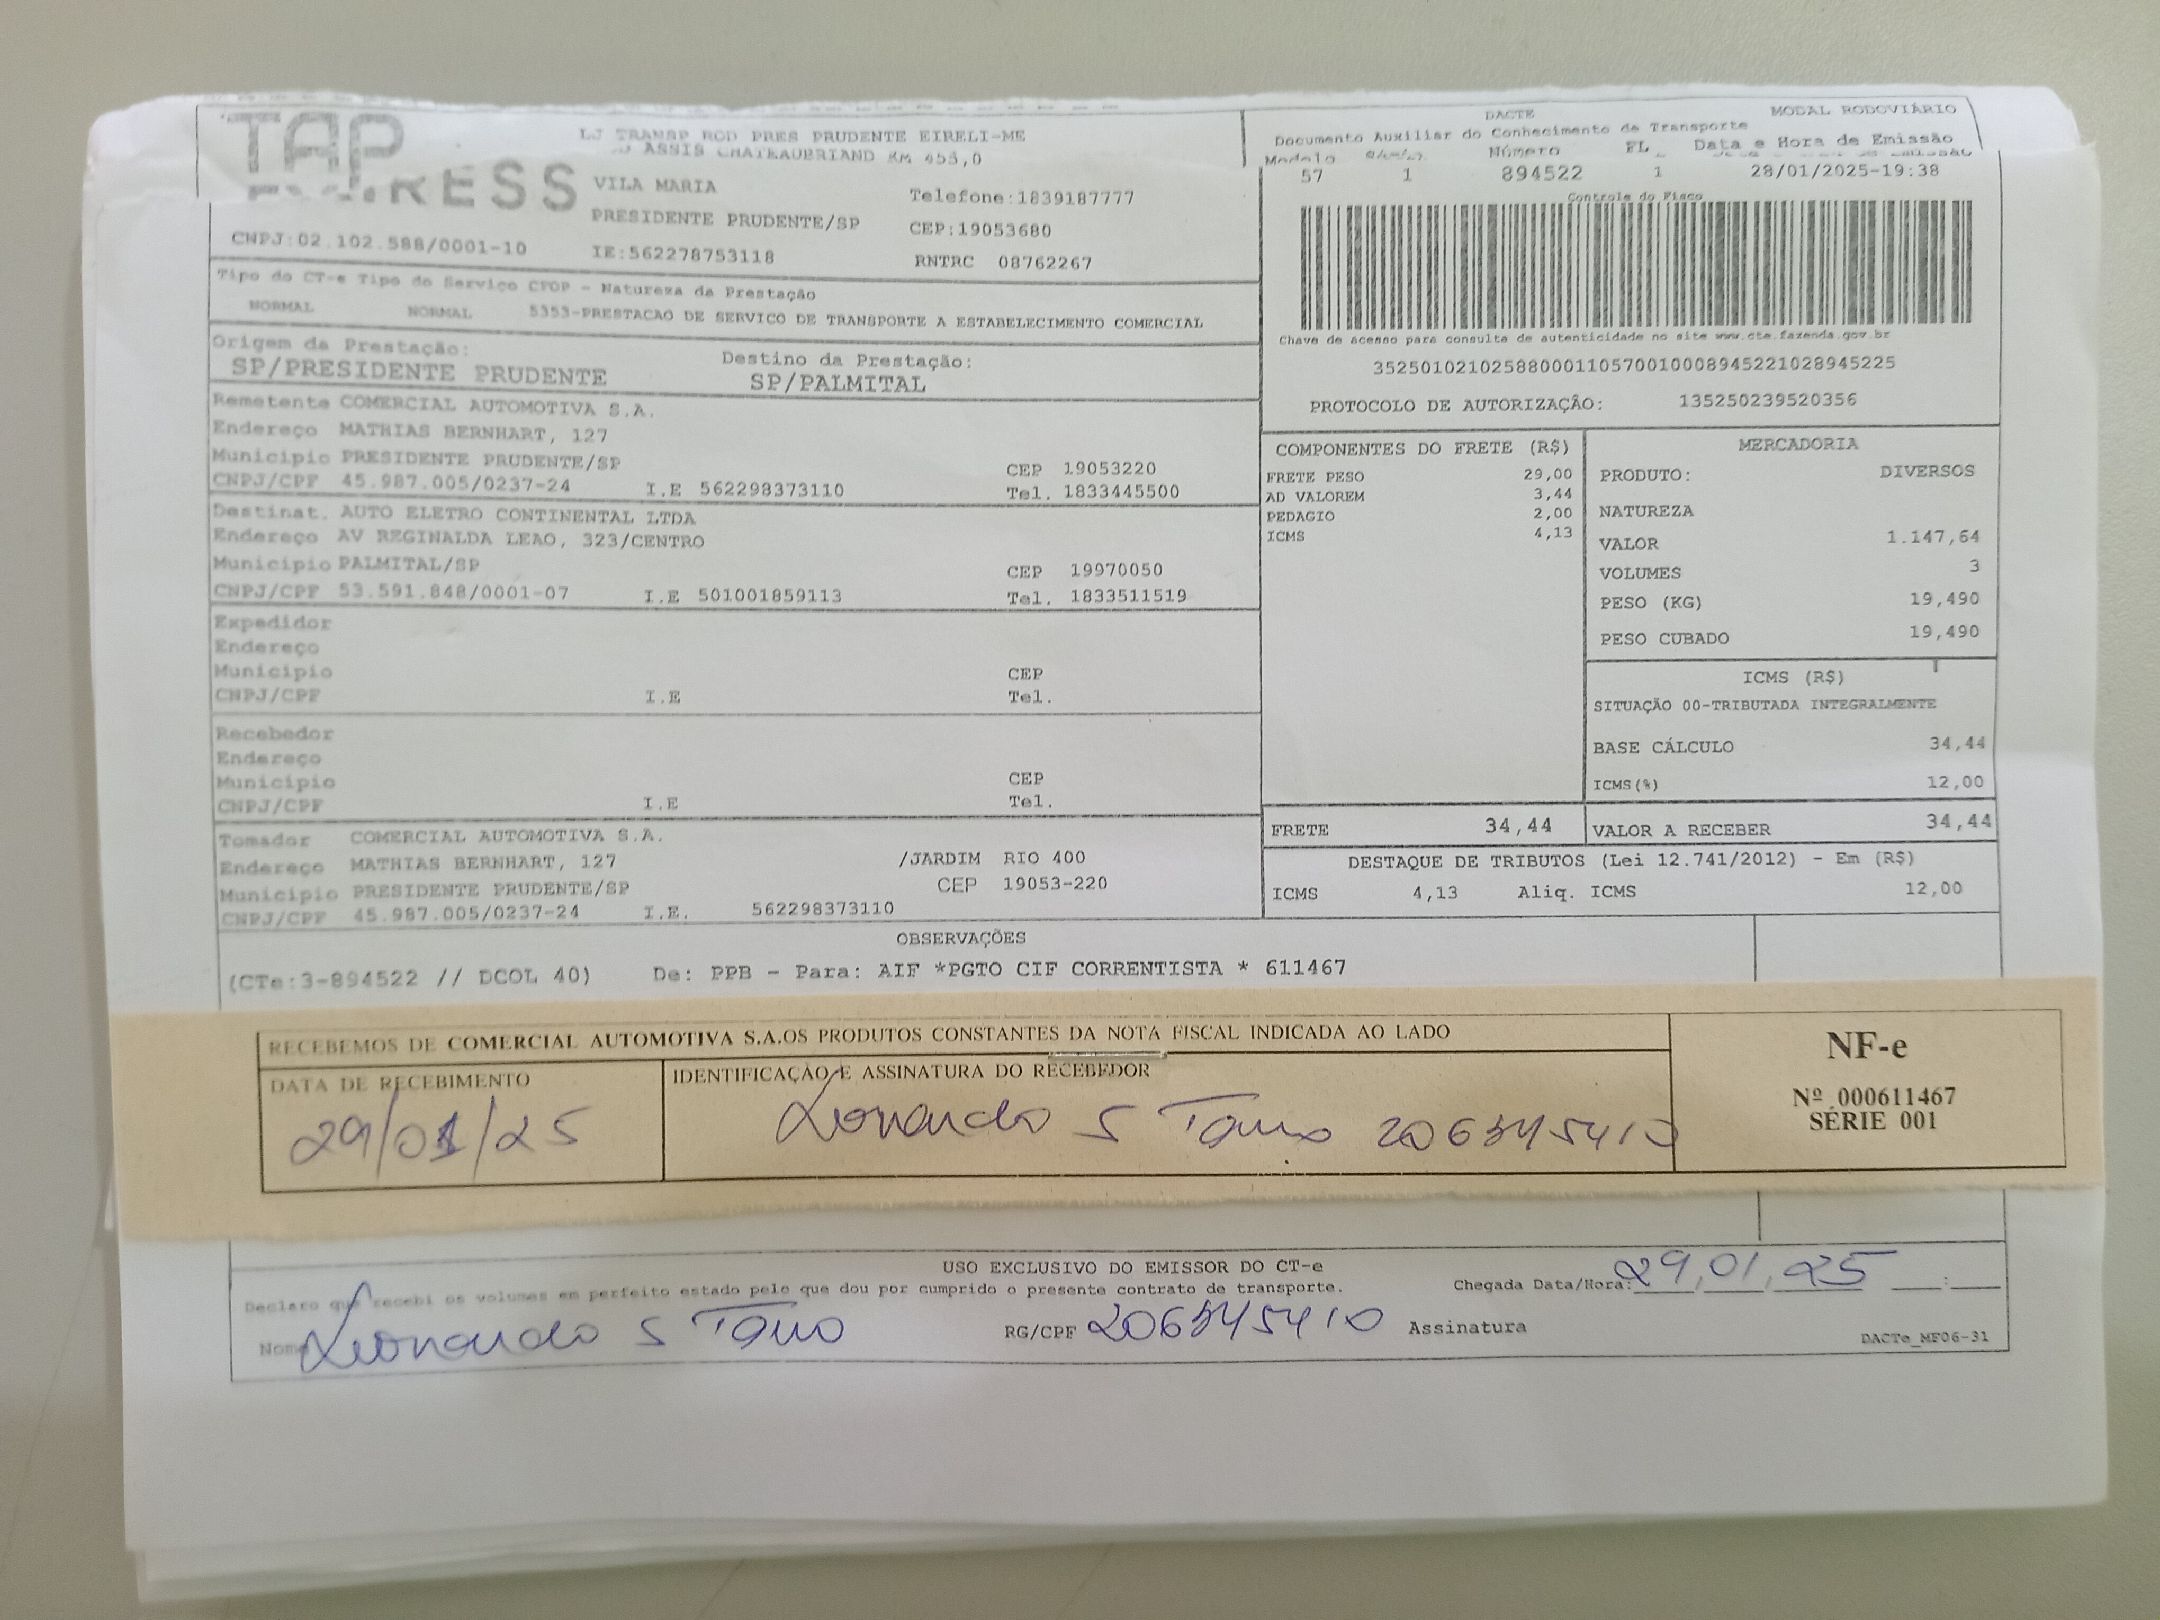 TAP
LJ TRANSP ROD PRES PRUDENTE EIRELI-ME
ASSIS CHATEAUBRIAND KM 453,0
VILA MARIA
Telefone:1839187777
PRESIDENTE PRUDENTE/SP
CEP:19053680
CNPJ:02.102.588/0001-10
IE:562278753118
RNTRC 08762267
DACTE
MODAL RODOVIÁRIO
Documento Auxiliar do Conhecimento de Transporte
Modelo Número FL Data e Hora de Emissão
57 1 894522 1 28/01/2025-19:38
Controle do Fisco
Chave de acesso para consulta de autenticidade no site www.cte.fazenda.gov.br
35250102102588000110570010008945221028945225
PROTOCOLO DE AUTORIZAÇÃO: 135250239520356
Tipo do CT-e Tipo do Serviço CFOP - Natureza da Prestação
NORMAL NORMAL 5353-PRESTACAO DE SERVICO DE TRANSPORTE A ESTABELECIMENTO COMERCIAL
Origem da Prestação: Destino da Prestação:
SP/PRESIDENTE PRUDENTE SP/PALMITAL
Remetente COMERCIAL AUTOMOTIVA S.A.
Endereço MATHIAS BERNHART, 127
Municipio PRESIDENTE PRUDENTE/SP CEP 19053220
CNPJ/CPF 45.987.005/0237-24 I.E 562298373110 Tel. 1833445500
Destinat. AUTO ELETRO CONTINENTAL LTDA
Endereço AV REGINALDA LEAO, 323/CENTRO
Municipio PALMITAL/SP CEP 19970050
CNPJ/CPF 53.591.848/0001-07 I.E 501001859113 Tel. 1833511519
Expedidor
Endereço
Municipio CEP
CNPJ/CPF I.E Tel.
Recebedor
Endereço
Municipio CEP
CNPJ/CPF I.E Tel.
Tomador COMERCIAL AUTOMOTIVA S.A.
Endereço MATHIAS BERNHART, 127 /JARDIM RIO 400
Municipio PRESIDENTE PRUDENTE/SP CEP 19053-220
CNPJ/CPF 45.987.005/0237-24 I.E. 562298373110
COMPONENTES DO FRETE (R$)
FRETE PESO 29,00
AD VALOREM 3,44
PEDAGIO 2,00
ICMS 4,13
MERCADORIA
PRODUTO: DIVERSOS
NATUREZA
VALOR 1.147,64
VOLUMES 3
PESO (KG) 19,490
PESO CUBADO 19,490
ICMS (R$)
SITUAÇÃO 00-TRIBUTADA INTEGRALMENTE
BASE CÁLCULO 34,44
ICMS(%) 12,00
FRETE 34,44 VALOR A RECEBER 34,44
DESTAQUE DE TRIBUTOS (Lei 12.741/2012) - Em (R$)
ICMS 4,13 Aliq. ICMS 12,00
OBSERVAÇÕES
(CTe:3-894522 // DCOL 40) De: PPB - Para: AIF *PGTO CIF CORRENTISTA * 611467
RECEBEMOS DE COMERCIAL AUTOMOTIVA S.A.OS PRODUTOS CONSTANTES DA NOTA FISCAL INDICADA AO LADO
DATA DE RECEBIMENTO
29/01/25
IDENTIFICAÇÃO E ASSINATURA DO RECEBEDOR
Leonardo S
NF-e
Nº 000611467
SÉRIE 001
USO EXCLUSIVO DO EMISSOR DO CT-e
Declaro que recebi os volumes em perfeito estado pelo que dou por cumprido o presente contrato de transporte.
Chegada Data/Hora: 29,01,25 :
Nome Leonardo S
RG/CPF
Assinatura
DACTe_MF06-31